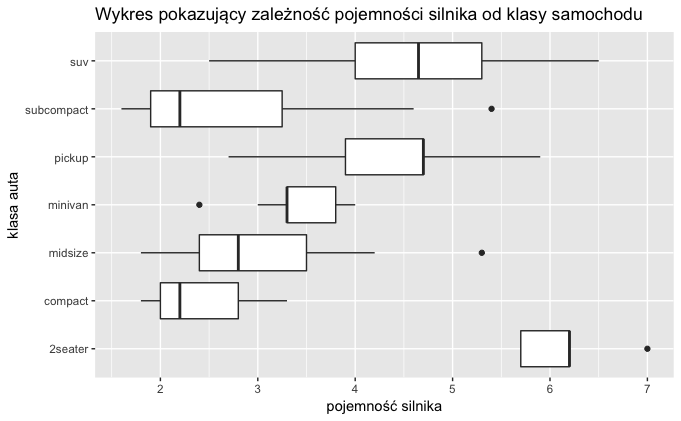 Wykres pokazujący zależność pojemności silnika od klasy samochodu
suv
subcompact
pickup
minivan
midsize
compact
2seater
klasa auta
2 3 4 5 6 7
pojemność silnika